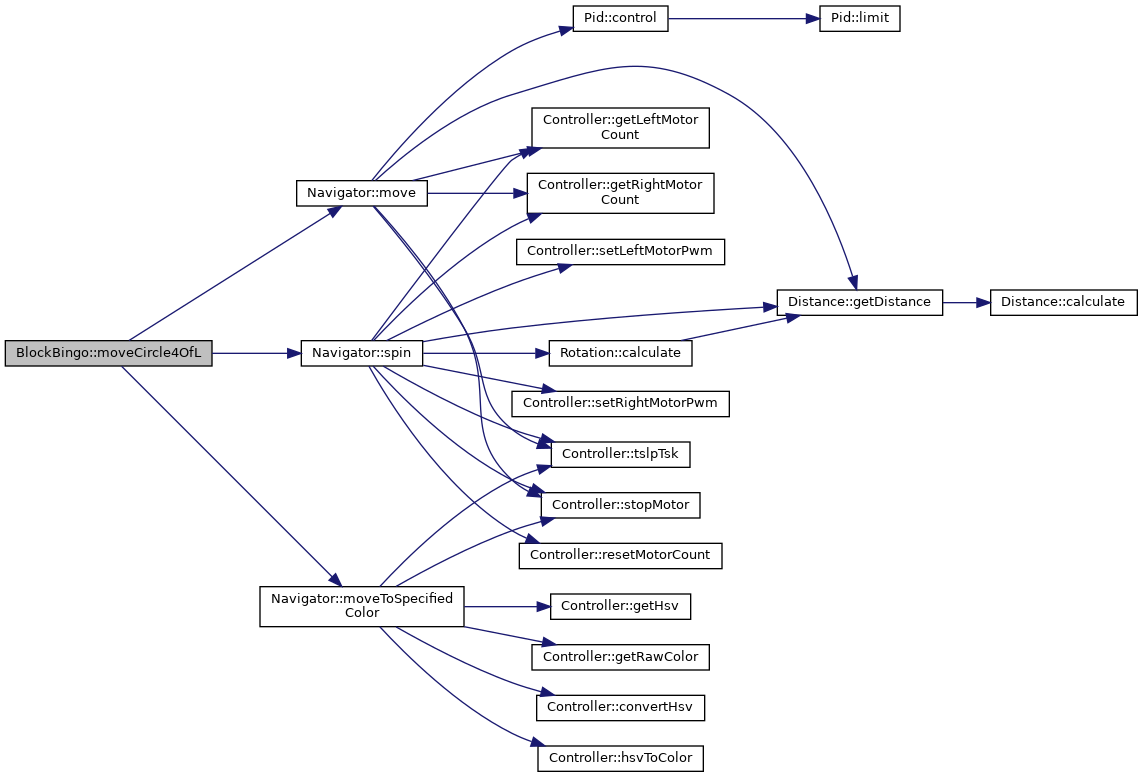 Pid::control
Pid::limit
Controller::getLeftMotor
Count
Controller::getRightMotor
Count
Navigator::move
Controller::setLeftMotorPwm
Distance::getDistance
Distance::calculate
BlockBingo::moveCircle4OfL
Navigator::spin
Rotation::calculate
Controller::setRightMotorPwm
Controller::tslpTsk
Controller::stopMotor
Controller::resetMotorCount
Navigator::moveToSpecified
Color
Controller::getHsv
Controller::getRawColor
Controller::convertHsv
Controller::hsvToColor